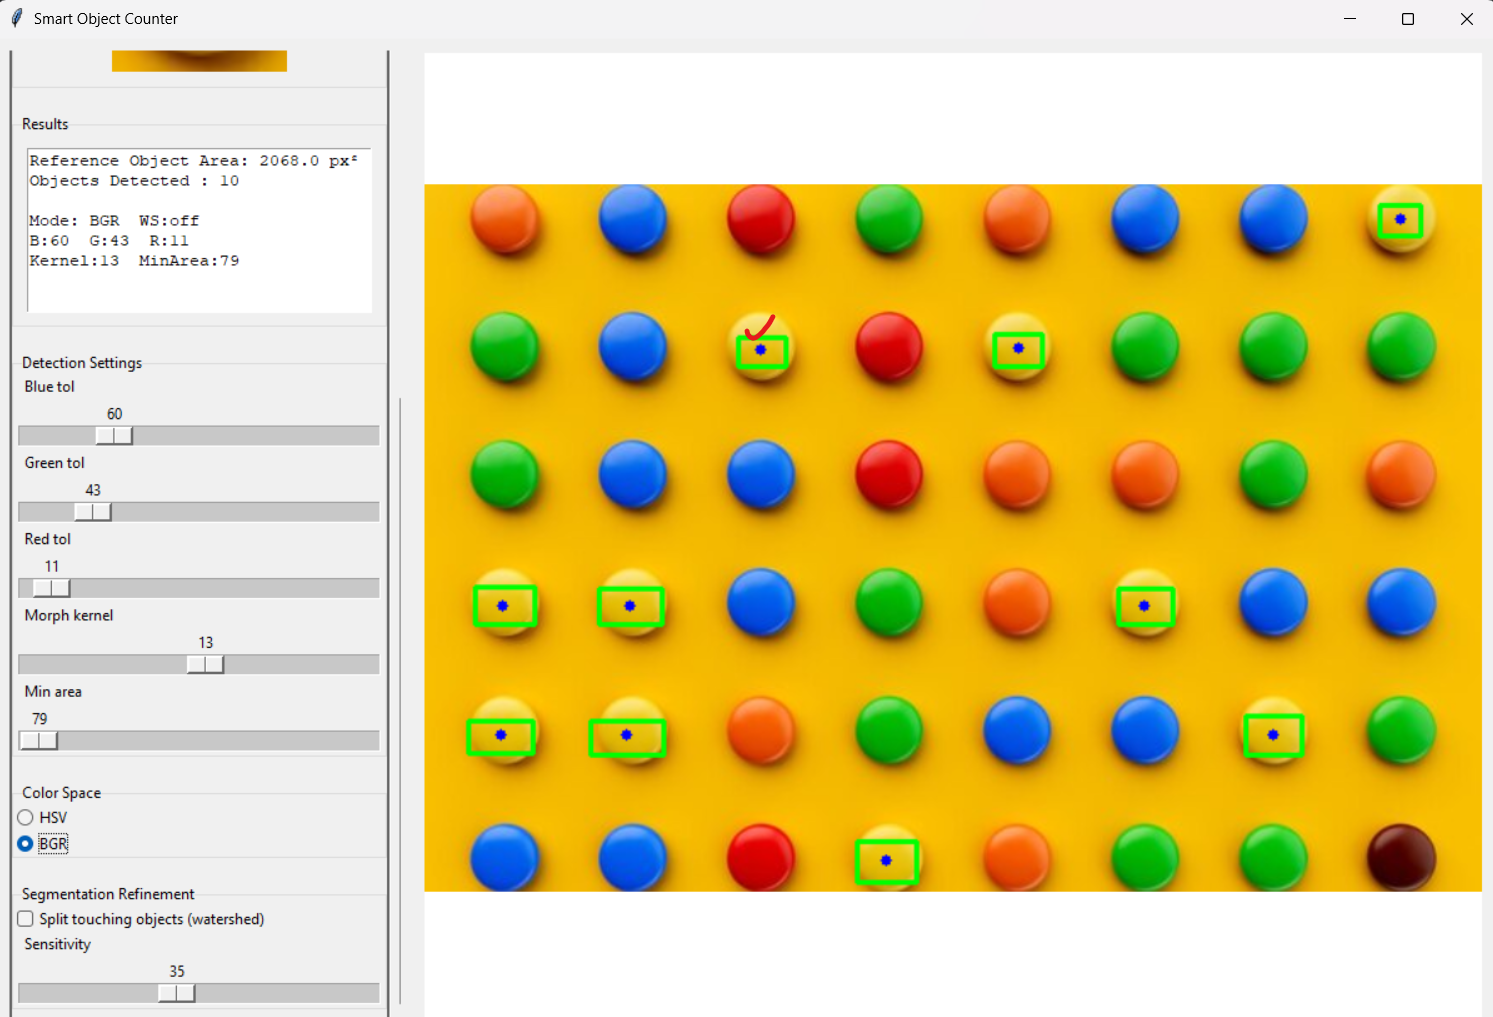 Smart Object Counter
Results
Reference Object Area: 2068.0 px²
Objects Detected : 10
Mode: BGR  WS:off
B:60  G:43  R:11
Kernel:13  MinArea:79
Detection Settings
Blue tol
60
Green tol
43
Red tol
11
Morph kernel
13
Min area
79
Color Space
HSV
BGR
Segmentation Refinement
Split touching objects (watershed)
Sensitivity
35